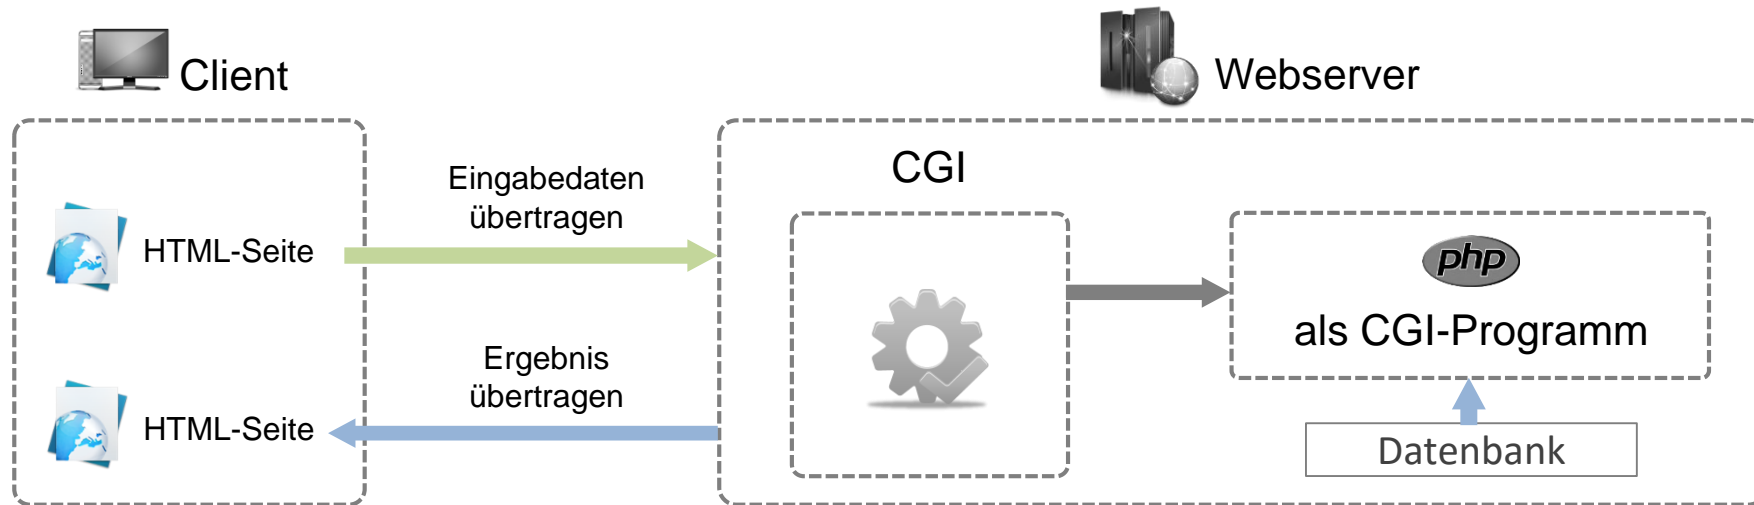 Client
Webserver
CGI
Eingabedaten
übertragen
HTML-Seite
php
als CGI-Programm
Ergebnis
übertragen
HTML-Seite
Datenbank